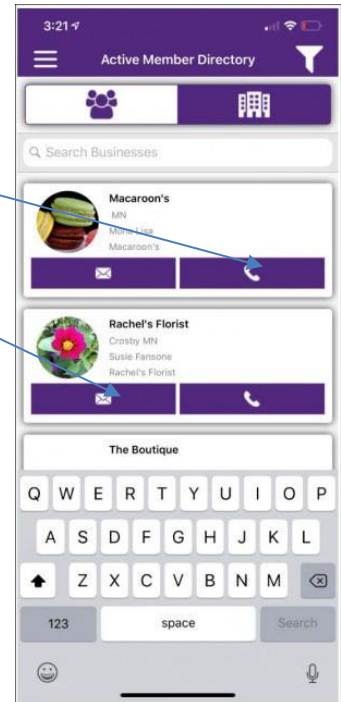 3:21
Active Member Directory
Search Businesses
Macaroon's
MN
Mona Lisa
Macaroon's
Rachel's Florist
Crosby MN
Susie Fansone
Rachel's Florist
The Boutique
Q W E R T Y U I O P
A S D F G H J K L
Z X C V B N M
123 space Search